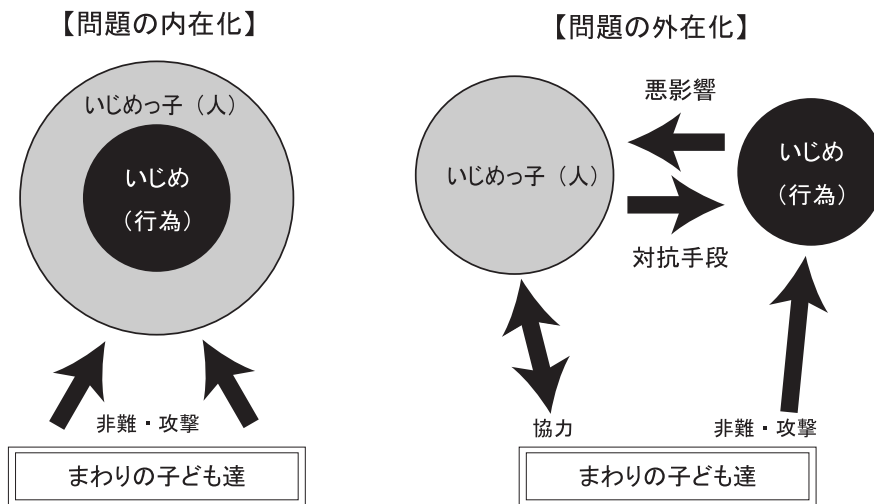 【問題の内在化】
いじめっ子（人）
いじめ
（行為）
非難・攻撃
まわりの子ども達
【問題の外在化】
悪影響
いじめっ子（人）
いじめ
（行為）
対抗手段
協力
非難・攻撃
まわりの子ども達